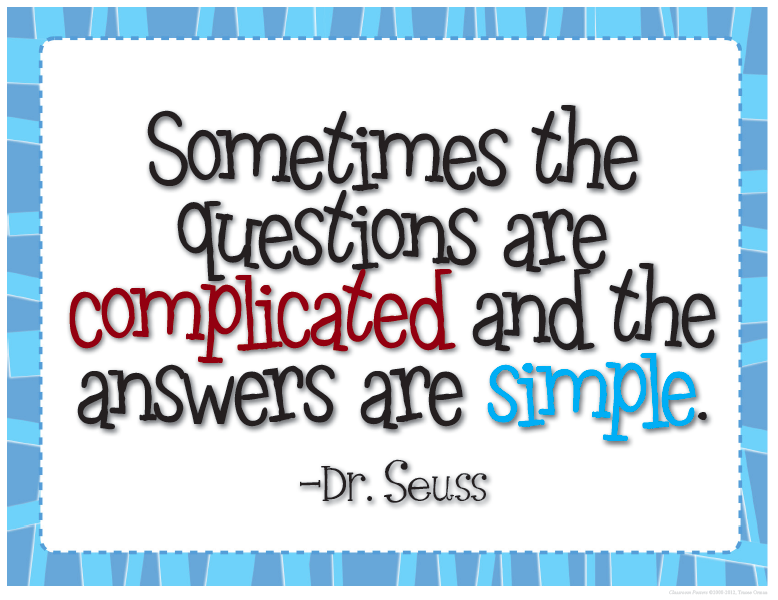 Sometimes the
questions are
complicated and the
answers are simple.
-Dr. Seuss